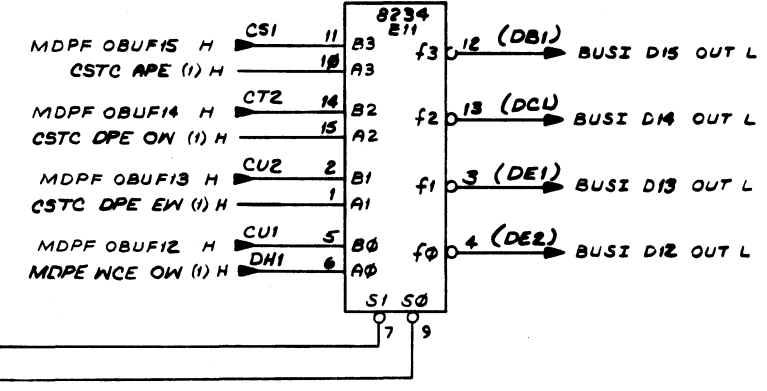 8234
E11
CS1 11 B3 f3 12 (DB1)
MDPF OBUF15 H BUSI D15 OUT L
CSTC APE (1) H 10 A3
CT2 14 B2 f2 13 (DC1)
MDPF OBUF14 H BUSI D14 OUT L
CSTC DPE OW (1) H 15 A2
CU2 2 B1 f1 3 (DE1)
MDPF OBUF13 H BUSI D13 OUT L
CSTC DPE EW (1) H 1 A1
CU1 5 BØ fØ 4 (DE2)
MDPF OBUF12 H BUSI D12 OUT L
DH1 6 AØ
MDPE WCE OW (1) H
S1 SØ
7 9